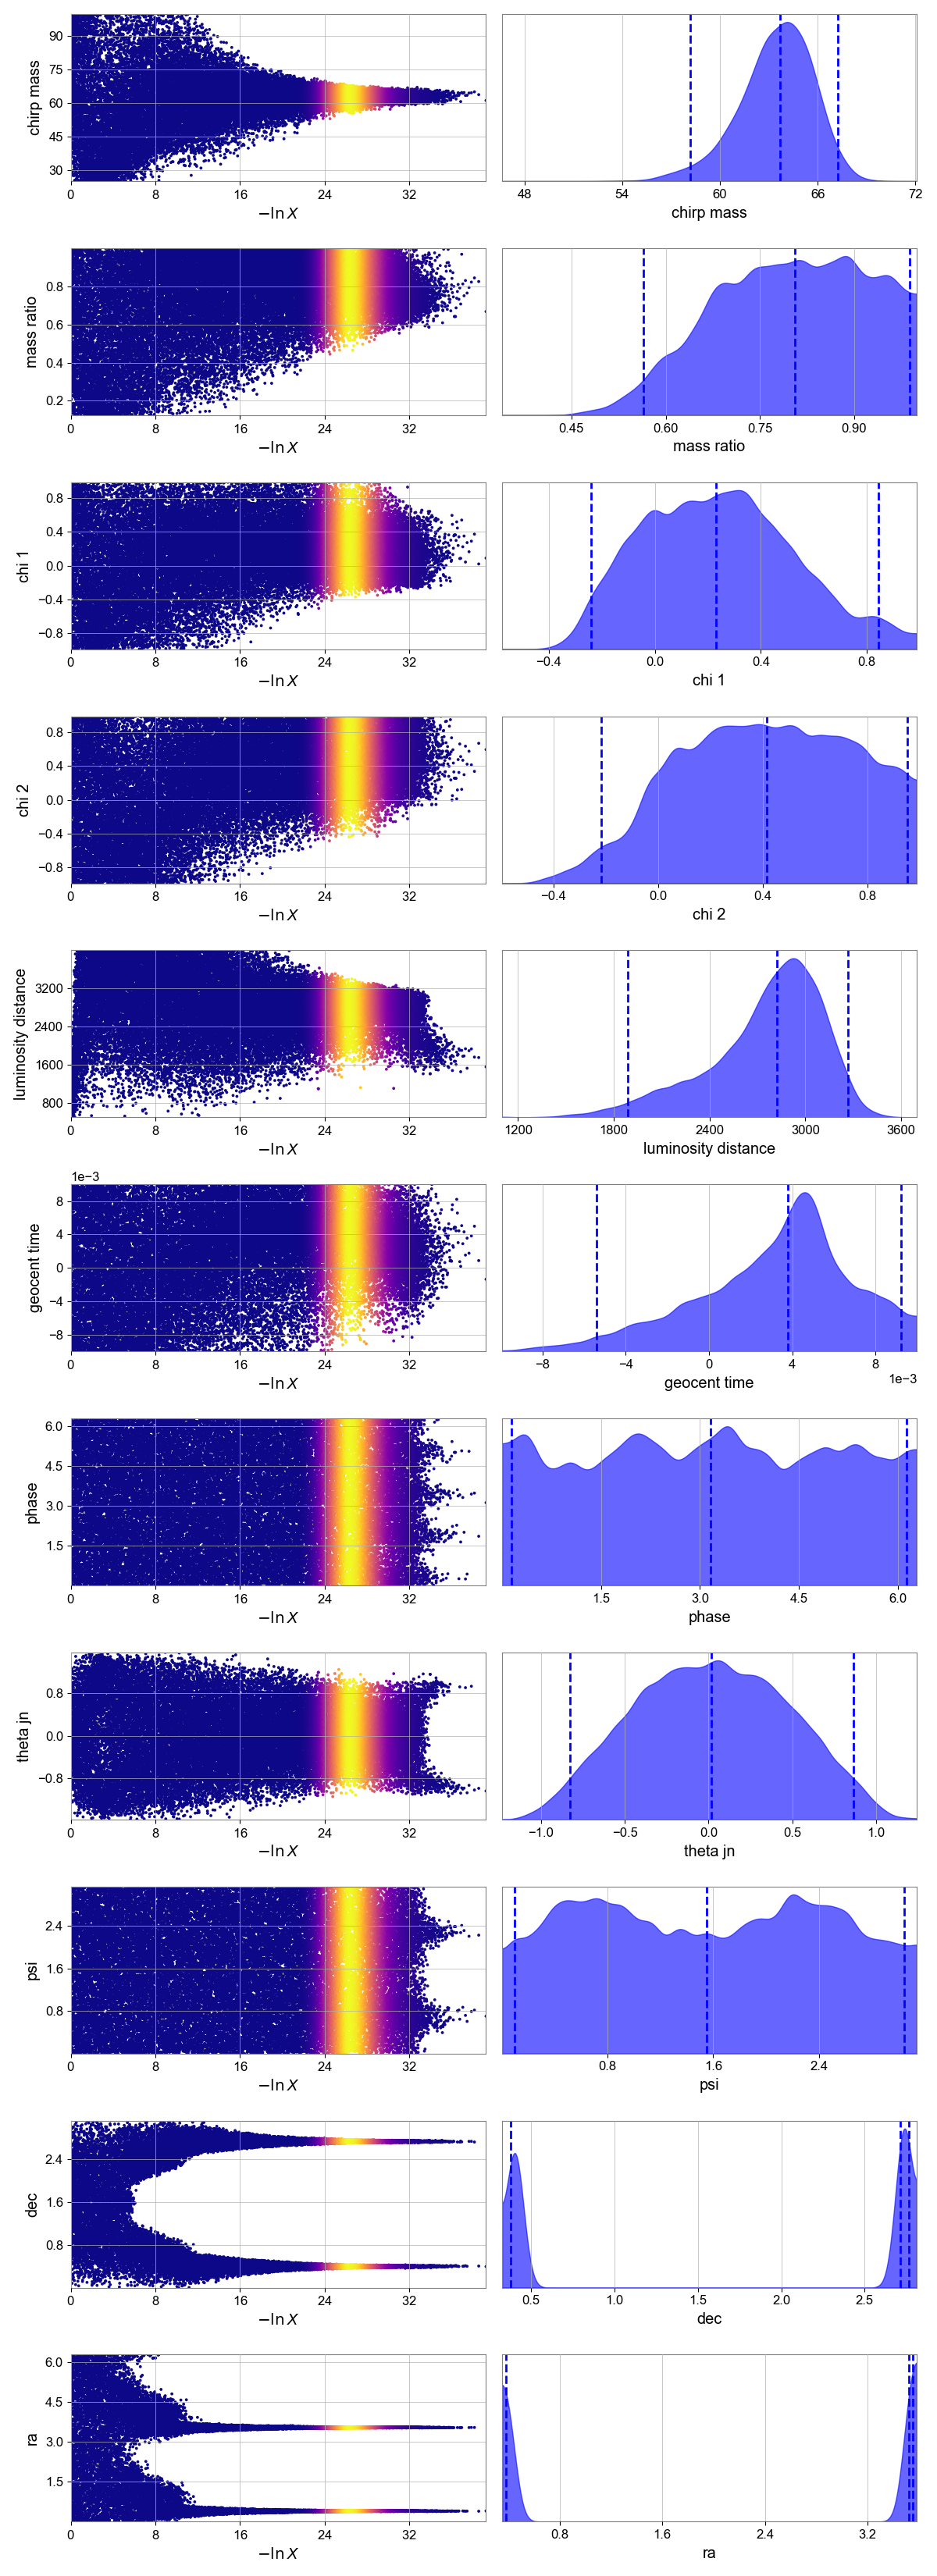 90
75
60
45
30
chirp mass
0 8 16 24 32
−ln X
48 54 60 66 72
chirp mass
0.8
0.6
0.4
0.2
mass ratio
0 8 16 24 32
−ln X
0.45 0.60 0.75 0.90
mass ratio
0.8
0.4
0.0
−0.4
−0.8
chi 1
0 8 16 24 32
−ln X
−0.4 0.0 0.4 0.8
chi 1
0.8
0.4
0.0
−0.4
−0.8
chi 2
0 8 16 24 32
−ln X
−0.4 0.0 0.4 0.8
chi 2
3200
2400
1600
800
luminosity distance
0 8 16 24 32
−ln X
1200 1800 2400 3000 3600
luminosity distance
1e−3
8
4
0
−4
−8
geocent time
0 8 16 24 32
−ln X
−8 −4 0 4 8
1e−3
geocent time
6.0
4.5
3.0
1.5
phase
0 8 16 24 32
−ln X
1.5 3.0 4.5 6.0
phase
0.8
0.0
−0.8
theta jn
0 8 16 24 32
−ln X
−1.0 −0.5 0.0 0.5 1.0
theta jn
2.4
1.6
0.8
psi
0 8 16 24 32
−ln X
0.8 1.6 2.4
psi
2.4
1.6
0.8
dec
0 8 16 24 32
−ln X
0.5 1.0 1.5 2.0 2.5
dec
6.0
4.5
3.0
1.5
ra
0 8 16 24 32
−ln X
0.8 1.6 2.4 3.2
ra